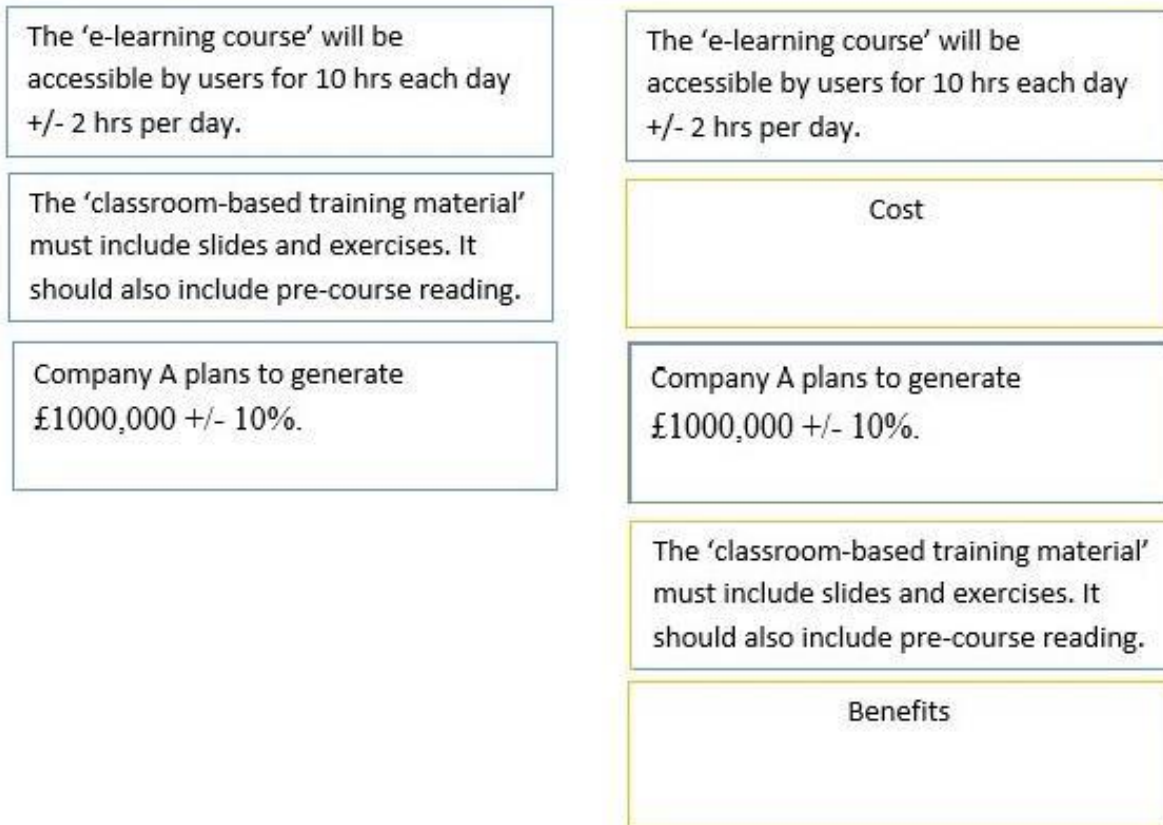 The ‘e-learning course’ will be
accessible by users for 10 hrs each day
+/- 2 hrs per day.
The ‘classroom-based training material’
must include slides and exercises. It
should also include pre-course reading.
Company A plans to generate
£1000,000 +/- 10%.
The ‘e-learning course’ will be
accessible by users for 10 hrs each day
+/- 2 hrs per day.
Cost
Company A plans to generate
£1000,000 +/- 10%.
The ‘classroom-based training material’
must include slides and exercises. It
should also include pre-course reading.
Benefits